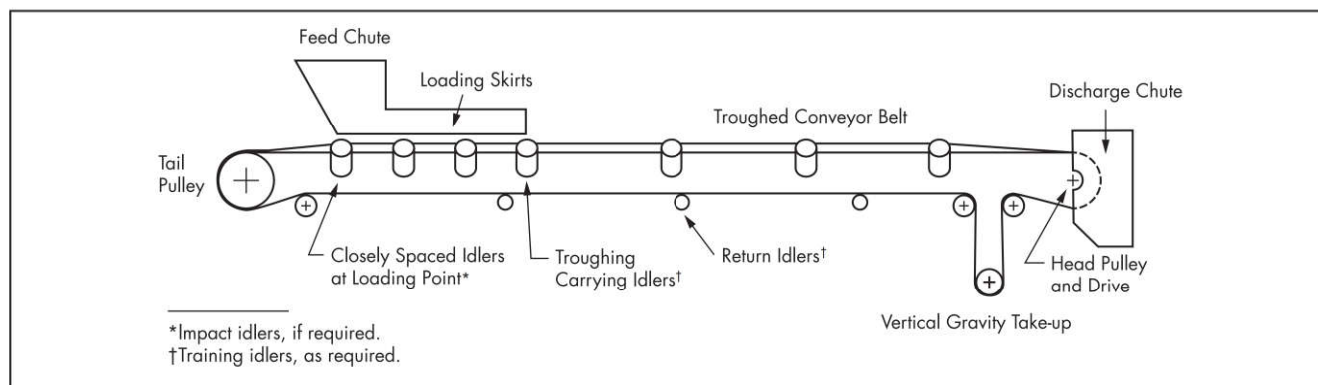 Feed Chute
Loading Skirts
Troughed Conveyor Belt
Discharge Chute
Tail
Pulley
Closely Spaced Idlers
at Loading Point*
Troughing
Carrying Idlers†
Return Idlers†
Head Pulley
and Drive
Vertical Gravity Take-up
*Impact idlers, if required.
†Training idlers, as required.